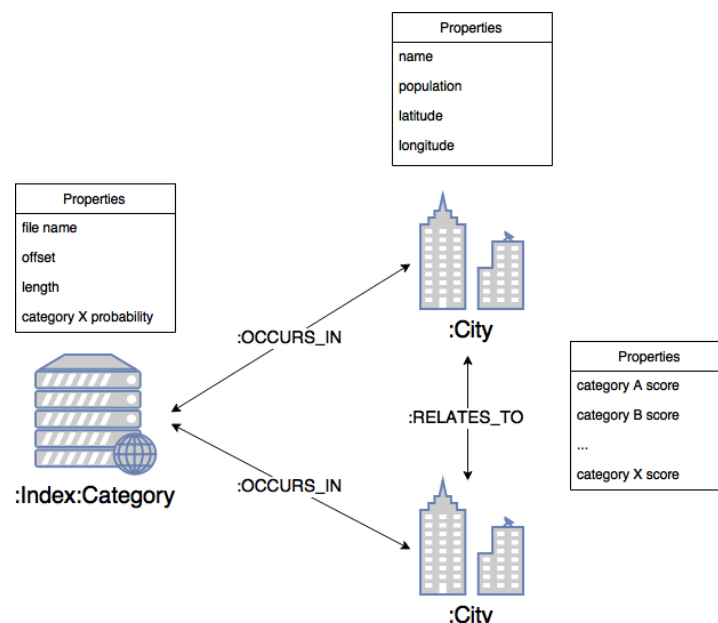 Properties
name
population
latitude
longitude
Properties
file name
offset
length
category X probability
:OCCURS_IN
:City
:Index:Category
:RELATES_TO
Properties
category A score
category B score
...
category X score
:OCCURS_IN
:City